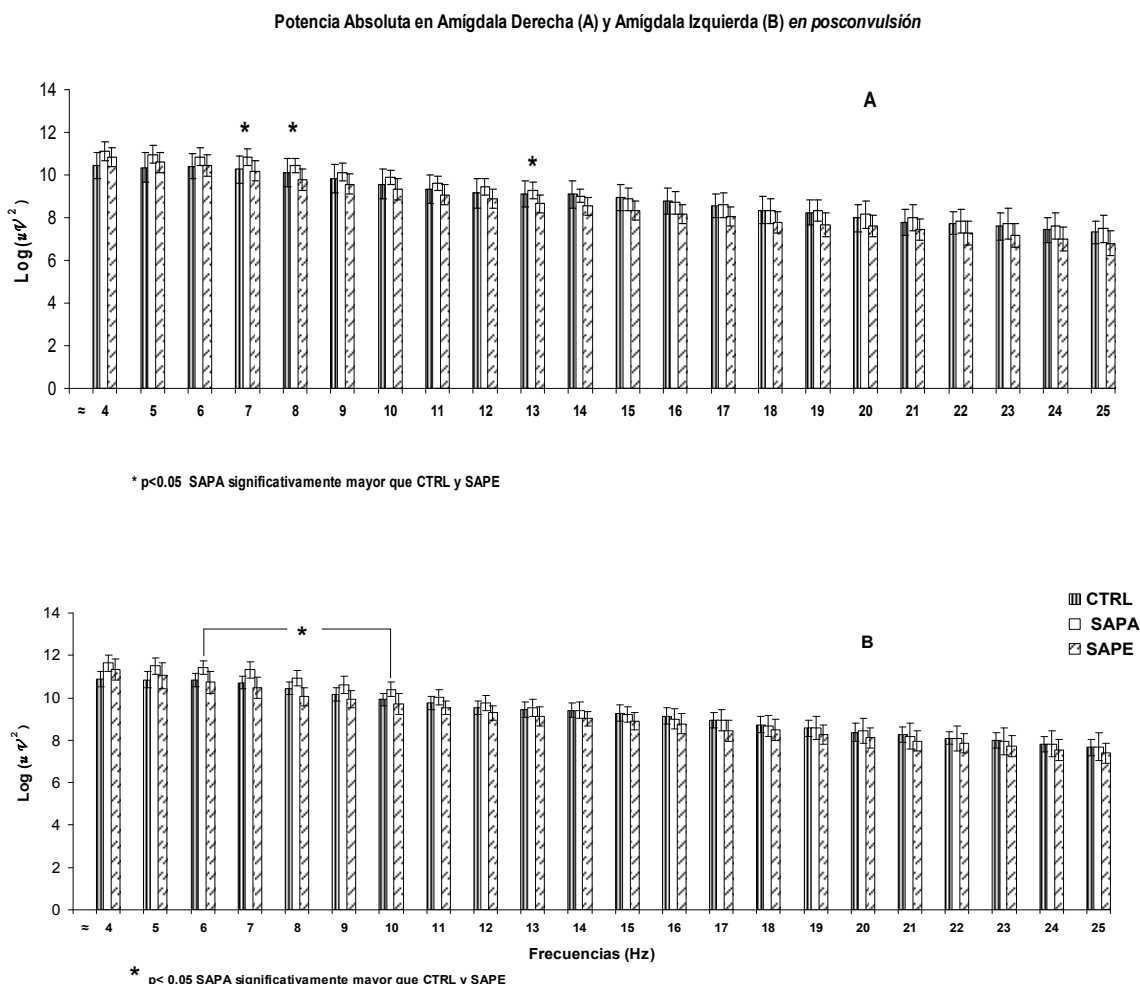 Potencia Absoluta en Amígdala Derecha (A) y Amígdala Izquierda (B) en posconvulsión
A
14
12
10
8
6
4
2
0
Log(uV²)
* * *
≈ 4 5 6 7 8 9 10 11 12 13 14 15 16 17 18 19 20 21 22 23 24 25
* p<0.05 SAPA significativamente mayor que CTRL y SAPE
CTRL
SAPA
SAPE
B
14
12
10
8
6
4
2
0
Log (uV²)
*
≈ 4 5 6 7 8 9 10 11 12 13 14 15 16 17 18 19 20 21 22 23 24 25
Frecuencias (Hz)
* p< 0.05 SAPA significativamente mayor que CTRL y SAPE